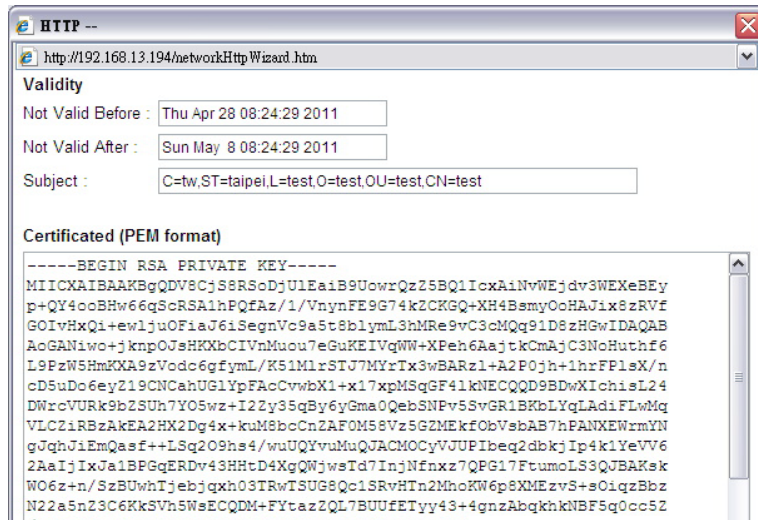 HTTP --
http://192.168.13.194/networkHttpWizard.htm
Validity
Not Valid Before : Thu Apr 28 08:24:29 2011
Not Valid After : Sun May 8 08:24:29 2011
Subject : C=tw,ST=taipei,L=test,O=test,OU=test,CN=test
Certificated (PEM format)
-----BEGIN RSA PRIVATE KEY-----
MIICXAIBAAKBgQDV8CjS8RSoDjUlEaiB9UowrQzZ5BQ1IcxAiNvWEjdv3WEXeBEy
p+QY4ooBHw66qScRSA1hPQfAz/1/VnynFE9G74kZCKGQ+XH4BsmyOoHAJix8zRVf
GOIvHxQi+ewljuOFiaJ6iSegnVc9a5t8blymL3hMRe9vC3cMQq91D8zHGwIDAQAB
AoGANiwo+jknpOJsHKXbCIVnMuou7eGuKEIVqWW+XPeh6AajtkCmAjC3NoHuthf6
L9PzW5HmKXA9zVodc6gfymL/K51MlrSTJ7MYrTx3wBARzl+A2P0jh+1hrFPlsX/n
cD5uDo6eyZ19CNCahUGlYpFAcCvwbX1+x17xpMSqGF4lkNECQQD9BDwXIchisL24
DWrcVURk9bZSUh7YO5wz+I2Zy35qBy6yGma0QebSNPv5SvGR1BKbLYqLAdiFLwMq
VLCZiRBzAkEA2HX2Dg4x+kuM8bcCnZAF0M58Vz5GZMEkfObVsbAB7hPANXEWrmYN
gJqhJiEmQasf++LSq2O9hs4/wuUQYvuMuQJACMOCyVJUPIbeq2dbkjIp4k1YeVV6
2AaIjIxJa1BPGqERDv43HHtD4XgQWjwsTd7InjNfnxz7QPG17FtumoLS3QJBAKsk
WO6z+n/SzBUwhTjebjqxh03TRwTSUG8Qc1SRvHTn2MhoKW6p8XMEzvS+sOiqzBbz
N22a5nZ3C6KkSVh5WsECQDM+FYtazZQL7BUUfETyy43+4gnzAbqkhkNBF5q0cc5Z